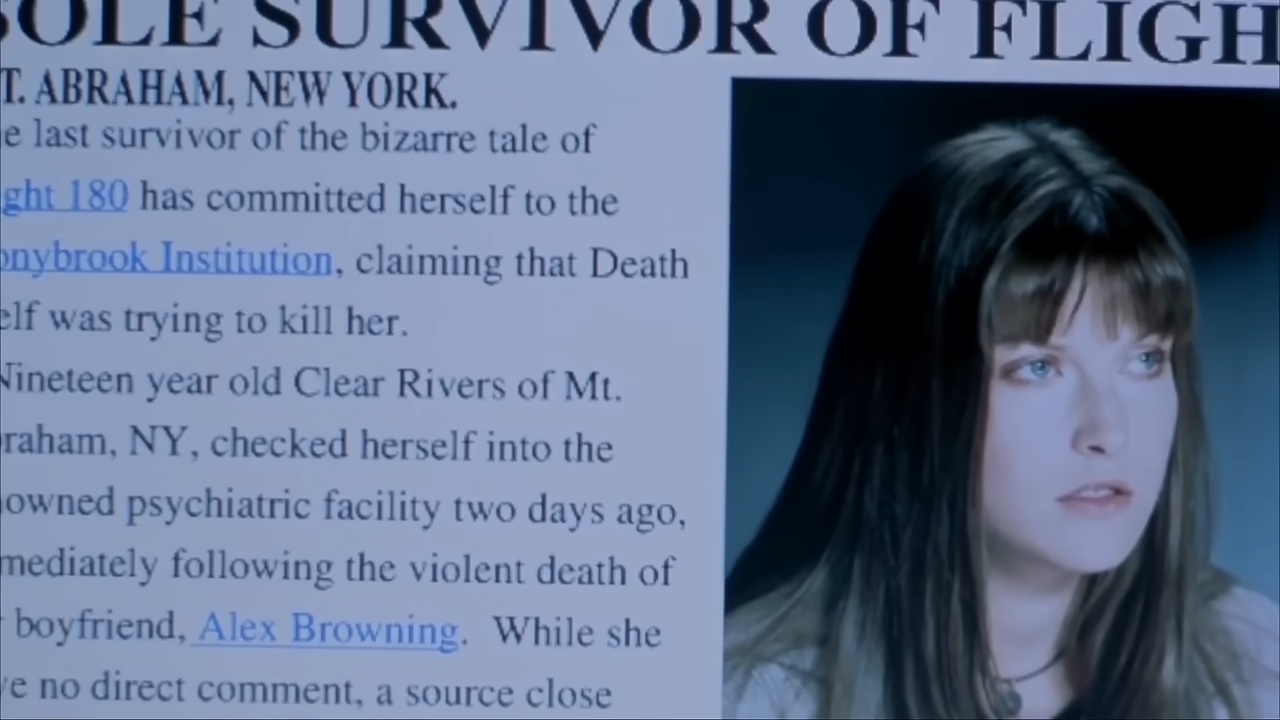 SOLE SURVIVOR OF FLIGH
T. ABRAHAM, NEW YORK.
e last survivor of the bizarre tale of
ght 180 has committed herself to the
onybrook Institution, claiming that Death
elf was trying to kill her.
Nineteen year old Clear Rivers of Mt.
raham, NY, checked herself into the
owned psychiatric facility two days ago,
mediately following the violent death of
boyfriend, Alex Browning. While she
ve no direct comment, a source close